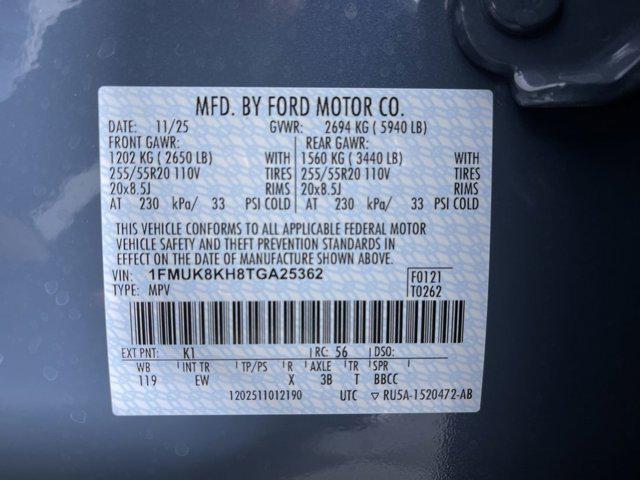 MFD. BY FORD MOTOR CO.
DATE: 11/25 GVWR: 2694 KG ( 5940 LB)
FRONT GAWR: REAR GAWR:
1202 KG ( 2650 LB) WITH 1560 KG ( 3440 LB) WITH
255/55R20 110V TIRES 255/55R20 110V TIRES
20x8.5J RIMS 20x8.5J RIMS
AT 230 kPa/ 33 PSI COLD AT 230 kPa/ 33 PSI COLD
THIS VEHICLE CONFORMS TO ALL APPLICABLE FEDERAL MOTOR
VEHICLE SAFETY AND THEFT PREVENTION STANDARDS IN
EFFECT ON THE DATE OF MANUFACTURE SHOWN ABOVE.
VIN: 1FMUK8KH8TGA25362 F0121
TYPE: MPV T0262
EXT PNT: K1 RC: 56 DSO:
WB INT TR TP/PS R AXLE TR SPR
119 EW X 3B T BBCC
1202511012190 UTC ▽ RU5A-1520472-AB